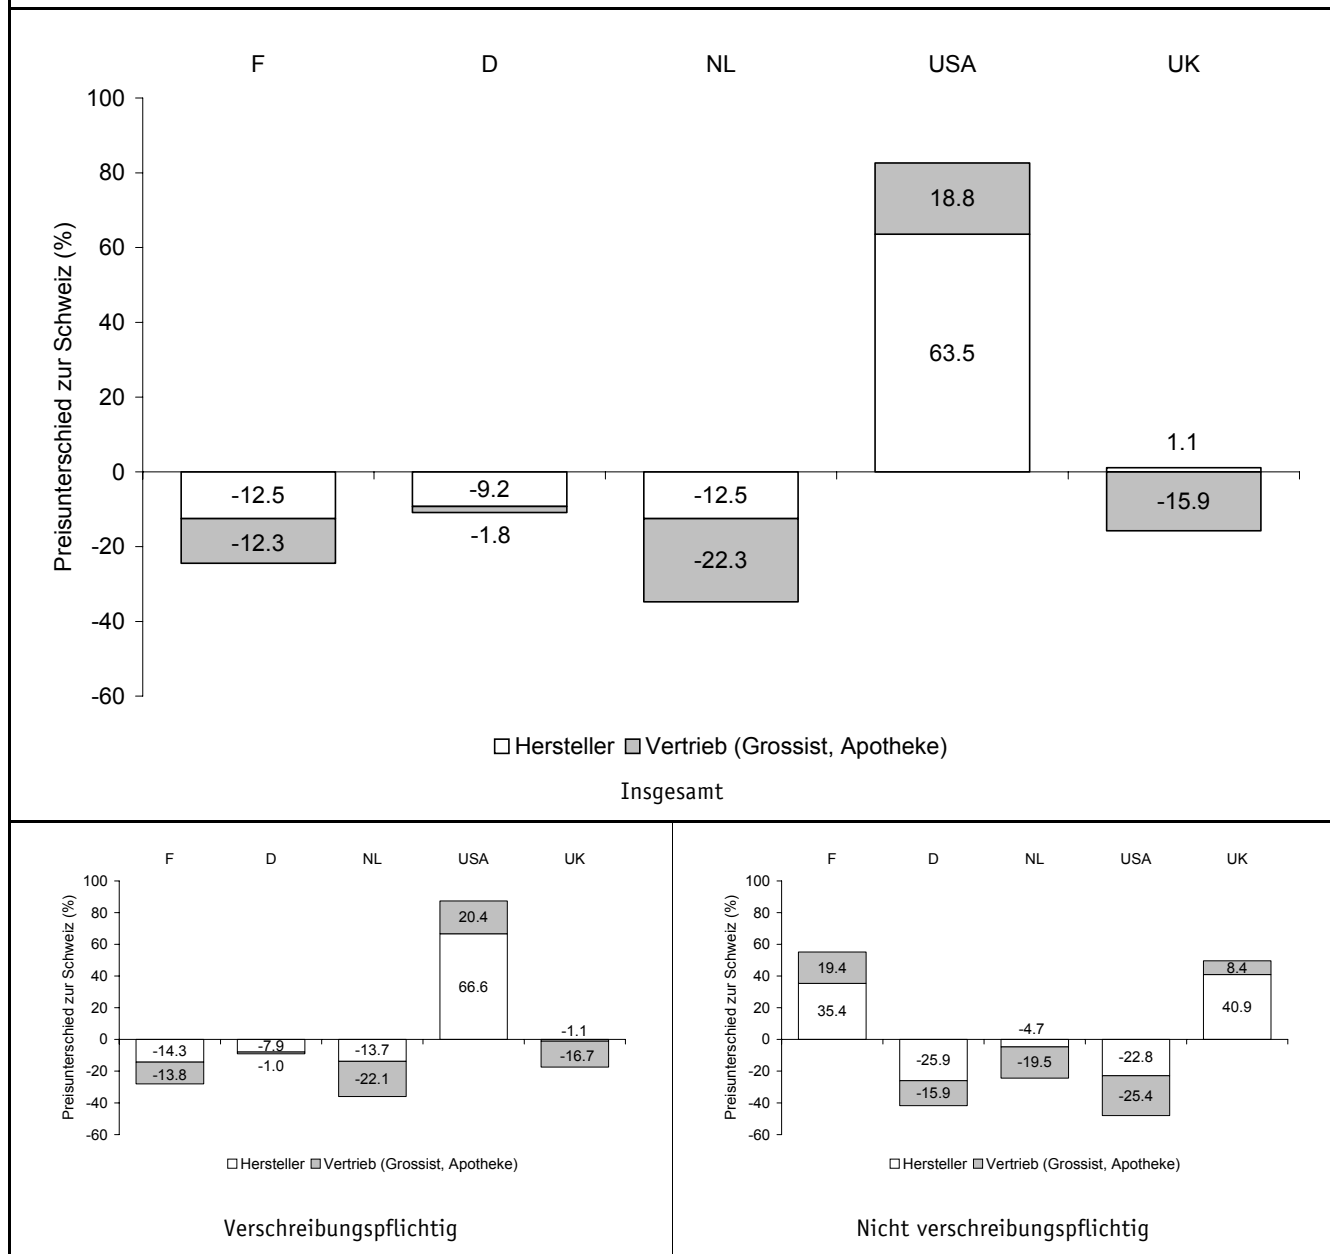 F D NL USA UK
Preisunterschied zur Schweiz (%)
100
80
60
40
20
0
-20
-40
-60
18.8
63.5
1.1
-12.5 -9.2 -12.5 -15.9
-12.3 -1.8 -22.3
Hersteller Vertrieb (Grossist, Apotheke)
Insgesamt
F D NL USA UK
Preisunterschied zur Schweiz (%)
100
80
60
40
20
0
-20
-40
-60
20.4
66.6
-1.1
-14.3 -7.9 -13.7 -16.7
-13.8 -1.0 -22.1
Hersteller Vertrieb (Grossist, Apotheke)
Verschreibungspflichtig
F D NL USA UK
Preisunterschied zur Schweiz (%)
100
80
60
40
20
0
-20
-40
-60
19.4 8.4
35.4 40.9
-4.7
-25.9 -19.5 -22.8
-15.9 -25.4
Hersteller Vertrieb (Grossist, Apotheke)
Nicht verschreibungspflichtig